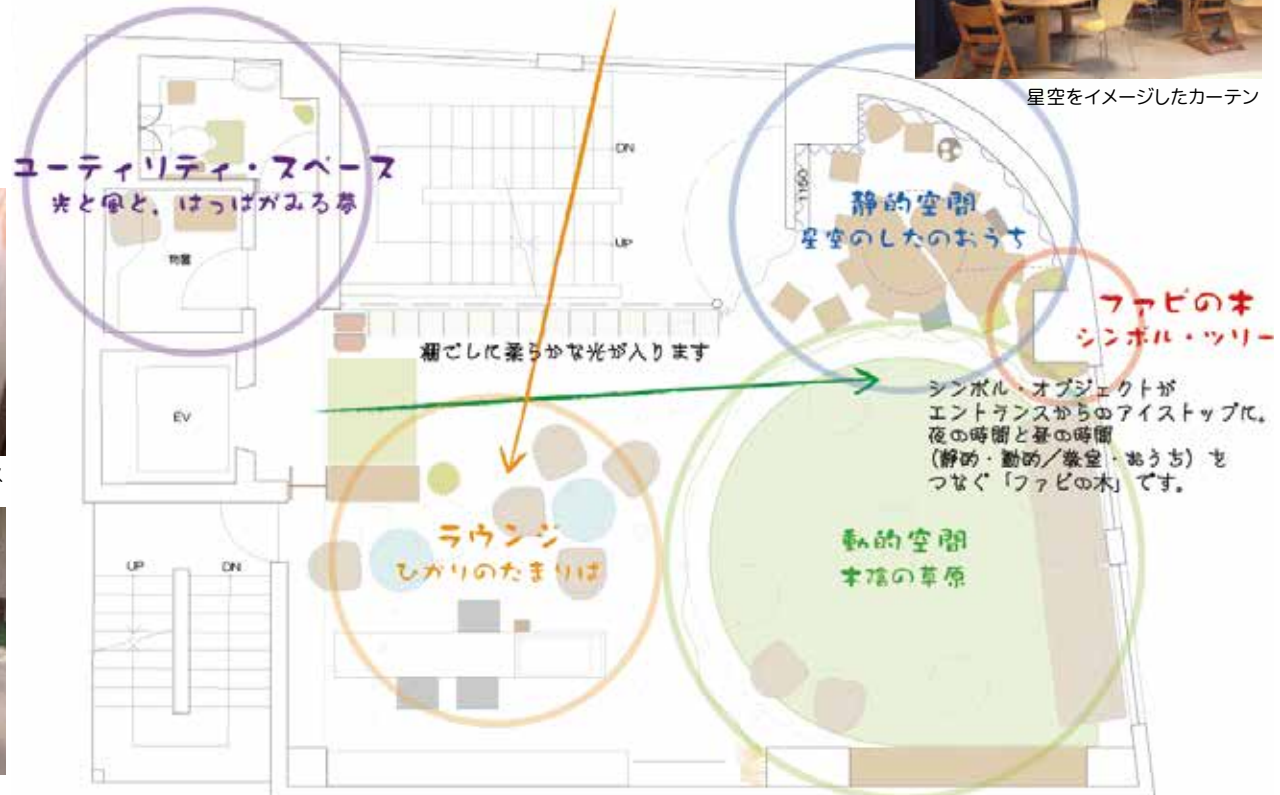 星空をイメージしたカーテン
DN
ユーティリティ・スペース
光と風と、はっぱがみる夢
1150
静的空間
星空のしたのおうち
UP
物置
ファビの木
シンボル・ツリー
柵ごしに柔らかな光が入ります
シンボル・オブジェクトが
エントランスからのアイストップに。
夜の時間と昼の時間
(静的・動的/教室・おうち)を
つなぐ「ファビの木」です。
EV
ラウンジ
ひかりのたまりば
動的空間
木陰の草原
UP
DN